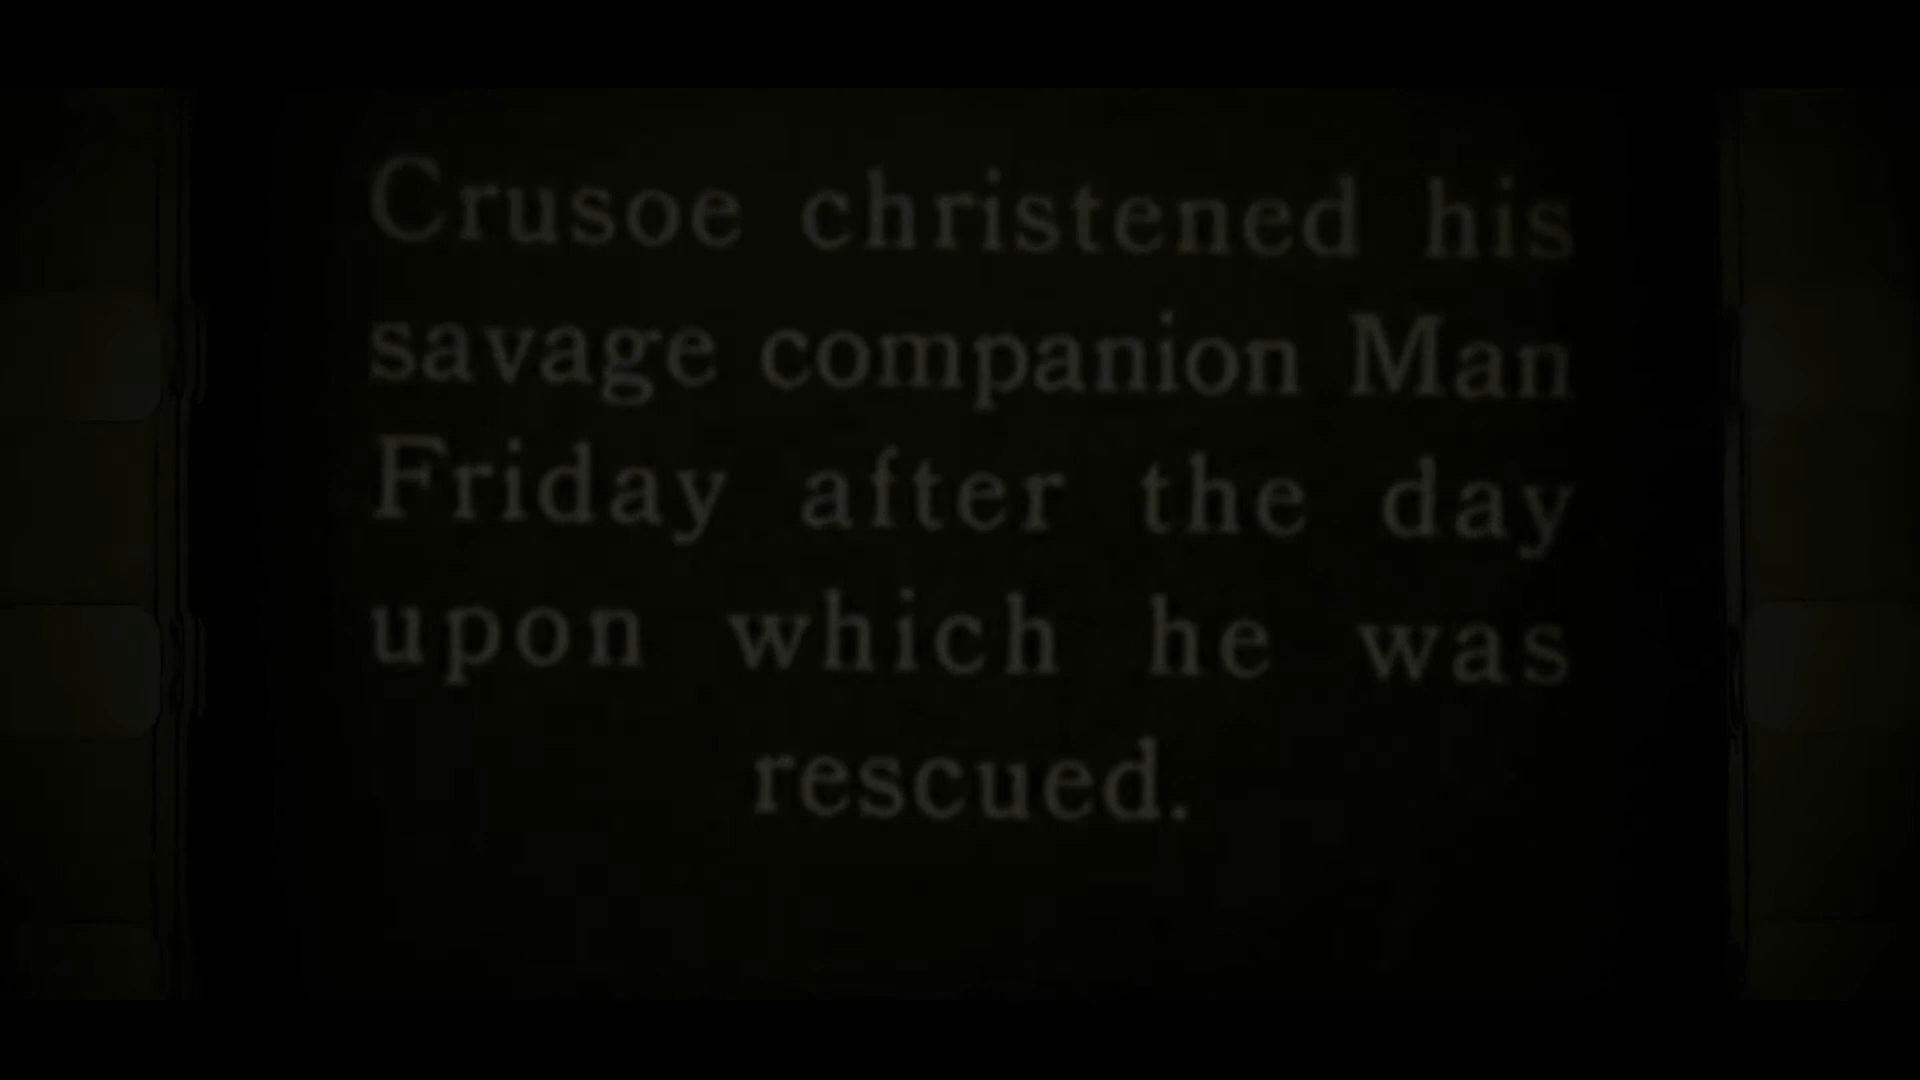 Crusoe christened his
savage companion Man
Friday after the day
upon which he was
rescued.